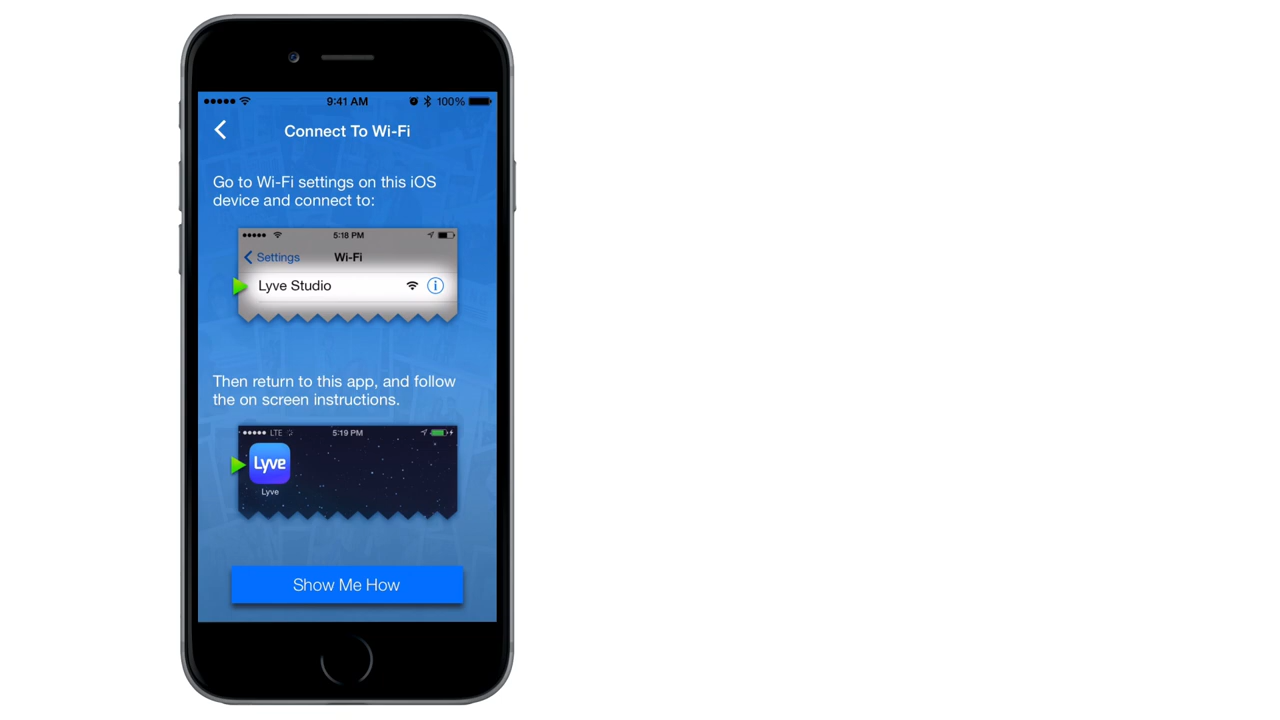 9:41 AM 100%
Connect To Wi-Fi
Go to Wi-Fi settings on this iOS
device and connect to:
5:18 PM
Settings Wi-Fi
Lyve Studio
Then return to this app, and follow
the on screen instructions.
LTE 5:19 PM
Lyve
Lyve
Show Me How